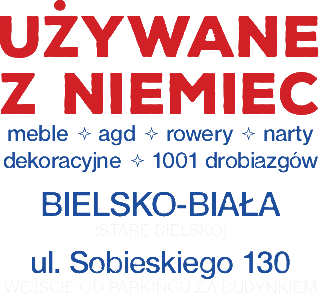 UŻYWANE
Z NIEMIEC
meble ✧ agd ✧ rowery ✧ narty
dekoracyjne ✧ 1001 drobiazgów
BIELSKO-BIAŁA
(STARE BIELSKO)
ul. Sobieskiego 130
WEJŚCIE OD PARKINGU ZA BUDYNKIEM